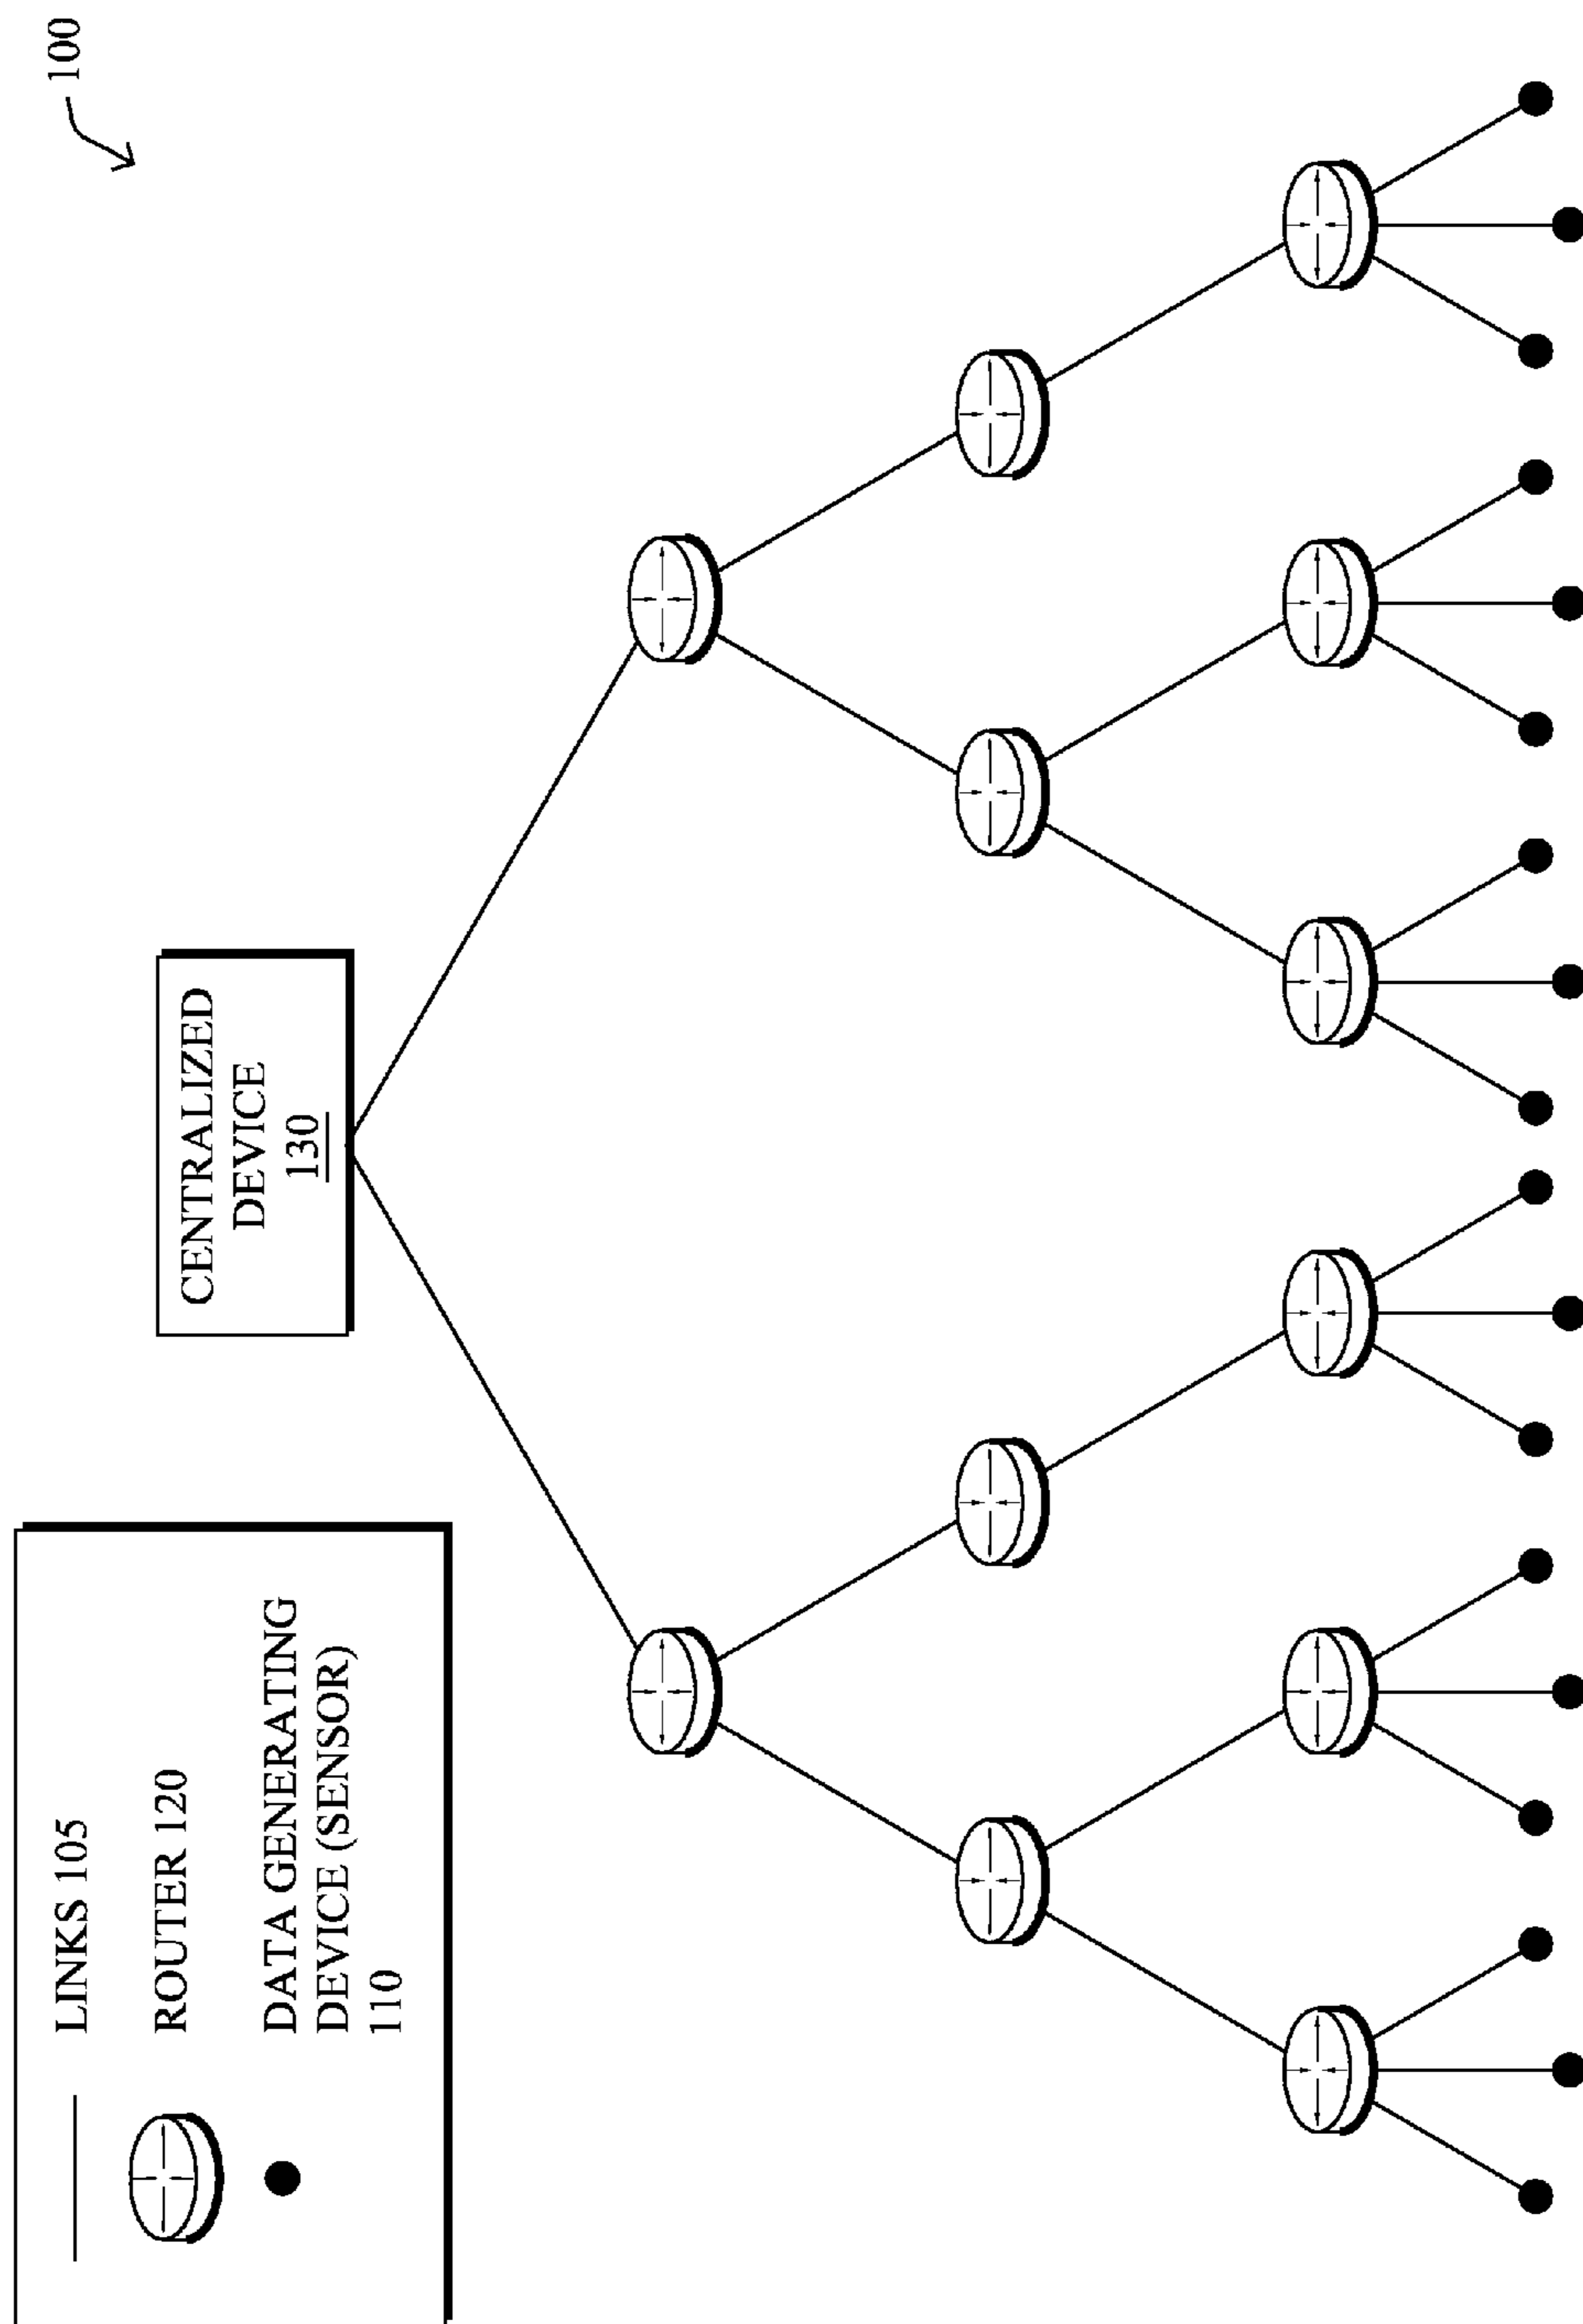 100
LINKS 105
ROUTER 120
DATA GENERATING
DEVICE (SENSOR)
110
CENTRALIZED
DEVICE
130